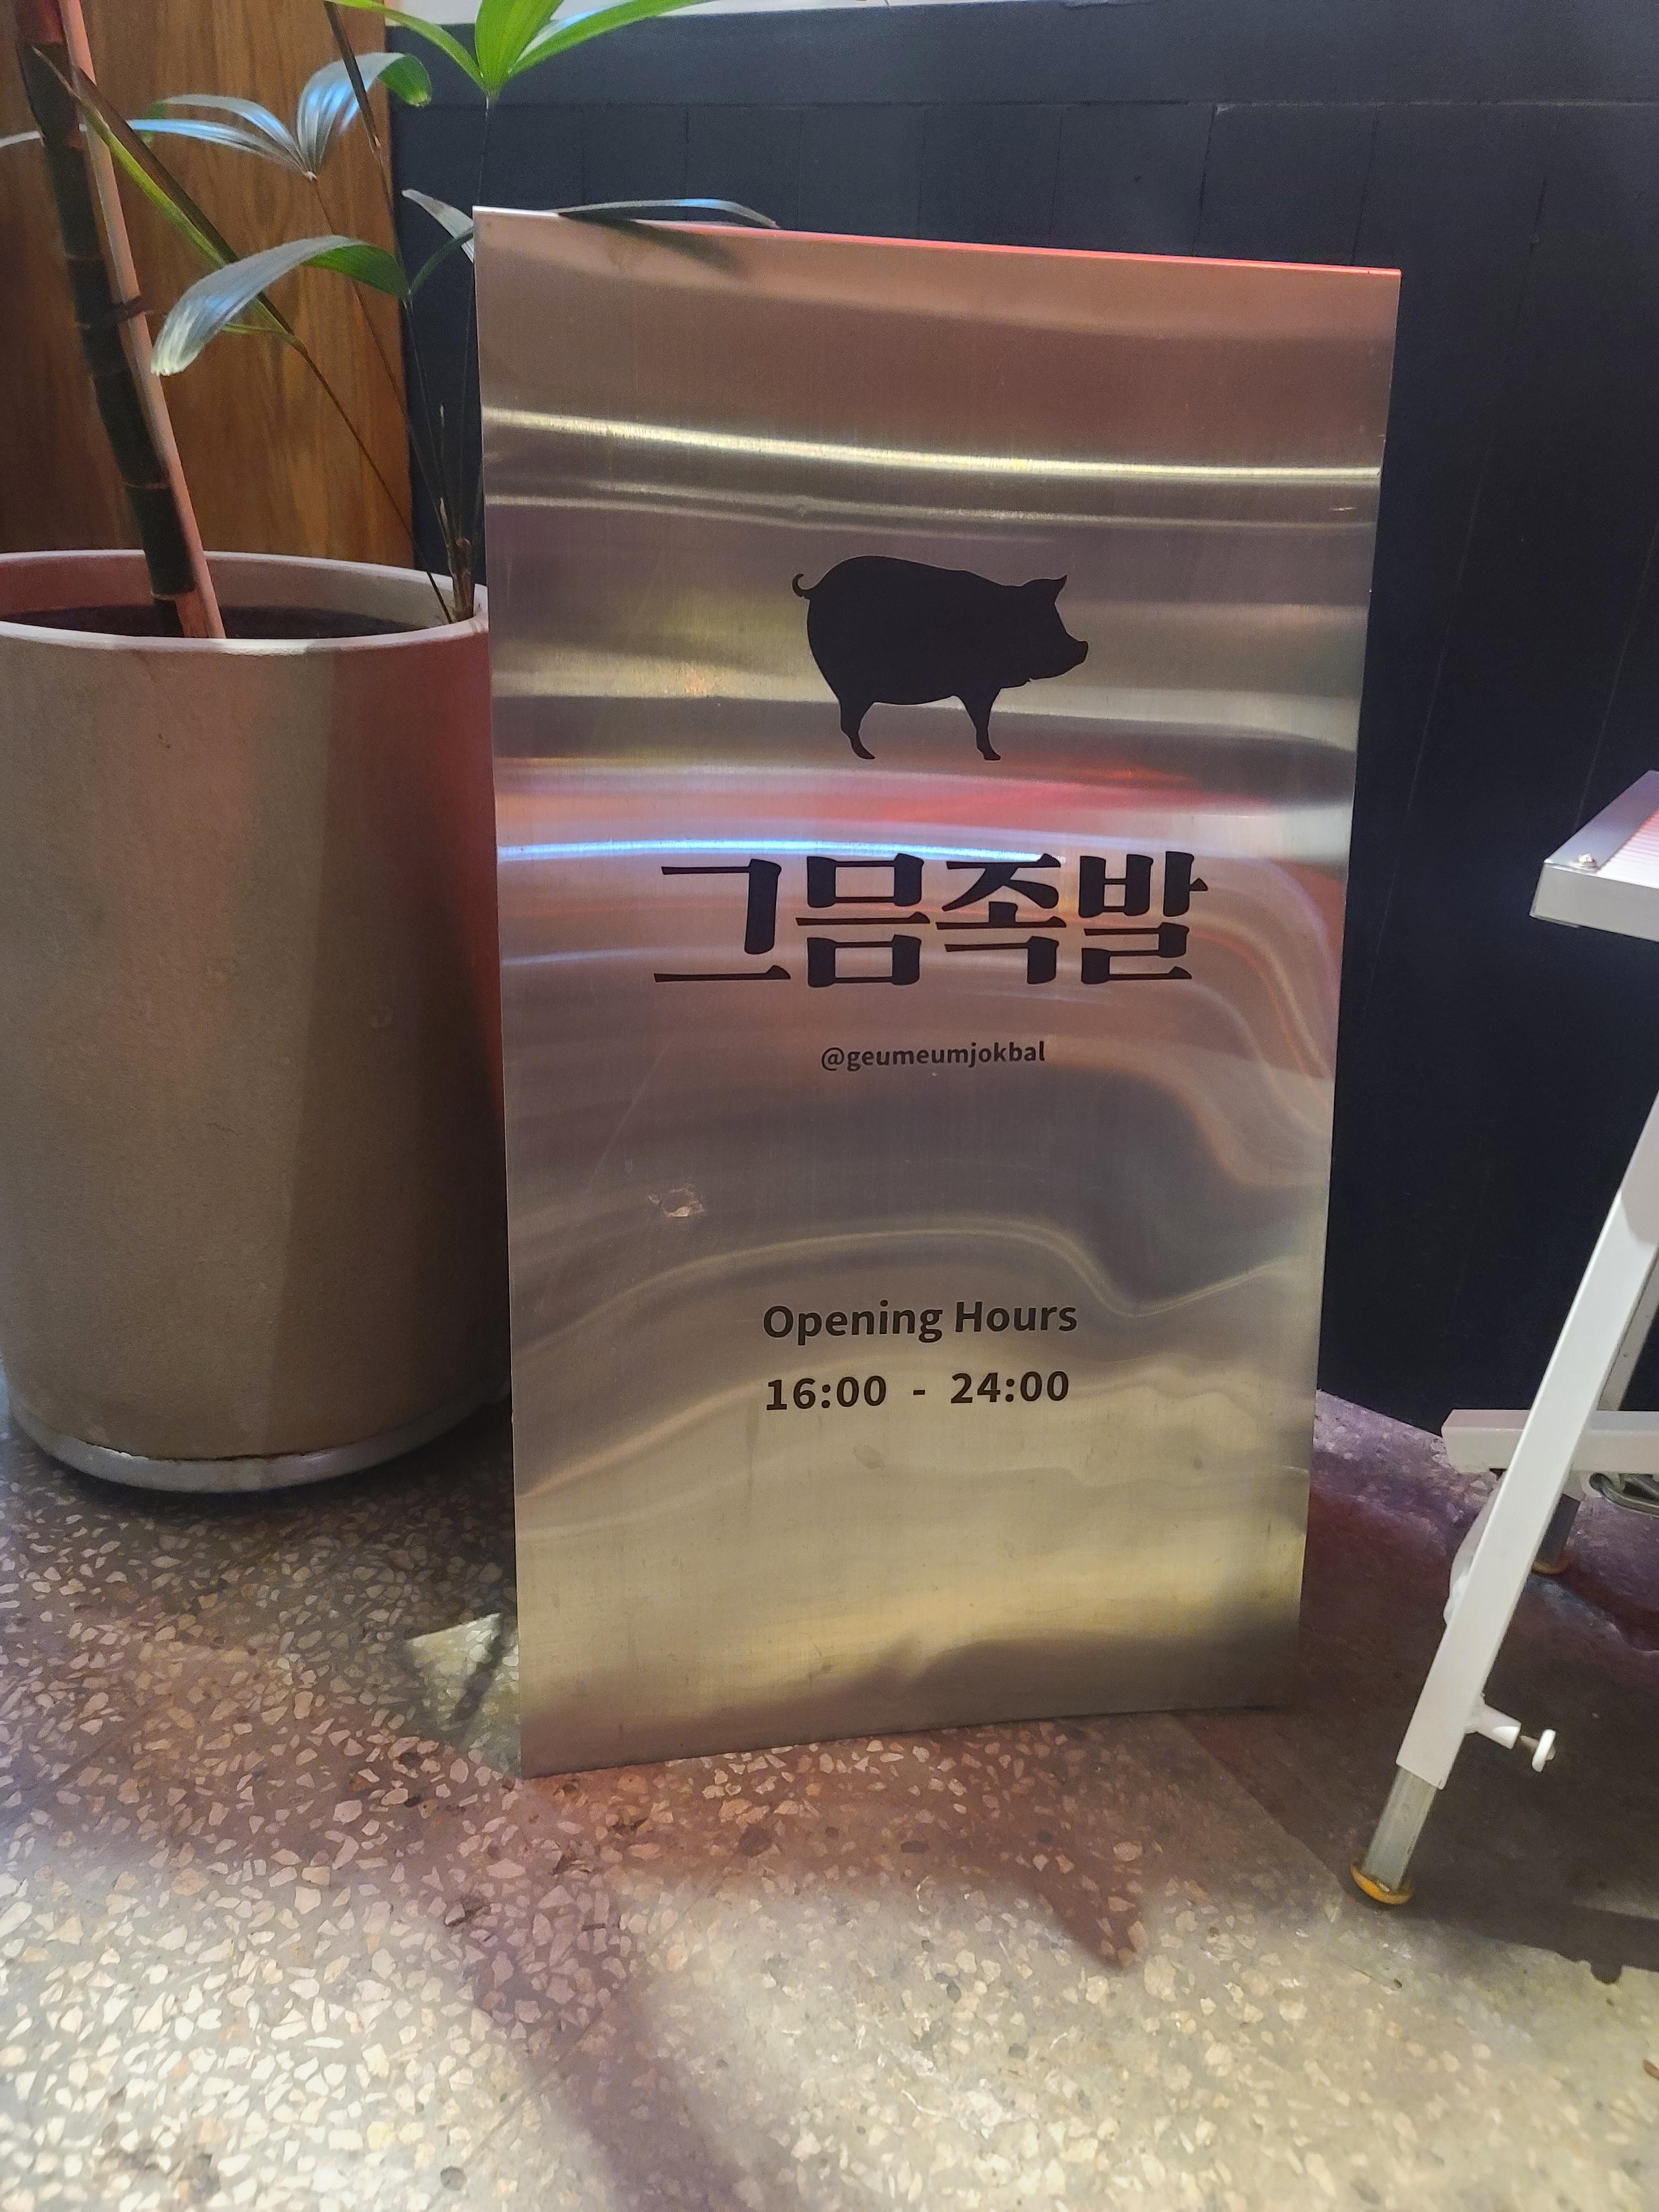 그믐족발
@geumeumjokbal
Opening Hours
16:00 - 24:00